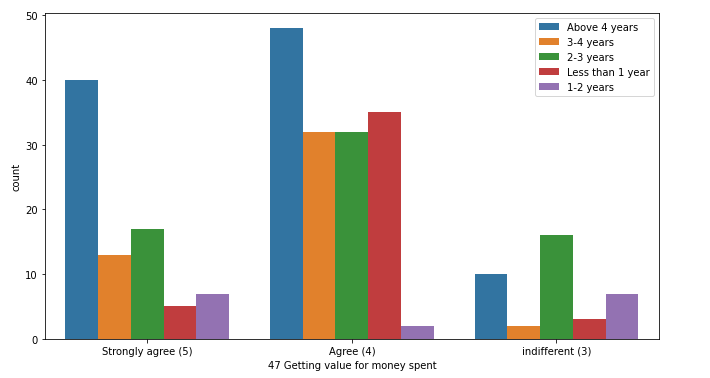 50
40
30
20
10
0
count
Above 4 years
3-4 years
2-3 years
Less than 1 year
1-2 years
Strongly agree (5)
Agree (4)
indifferent (3)
47 Getting value for money spent